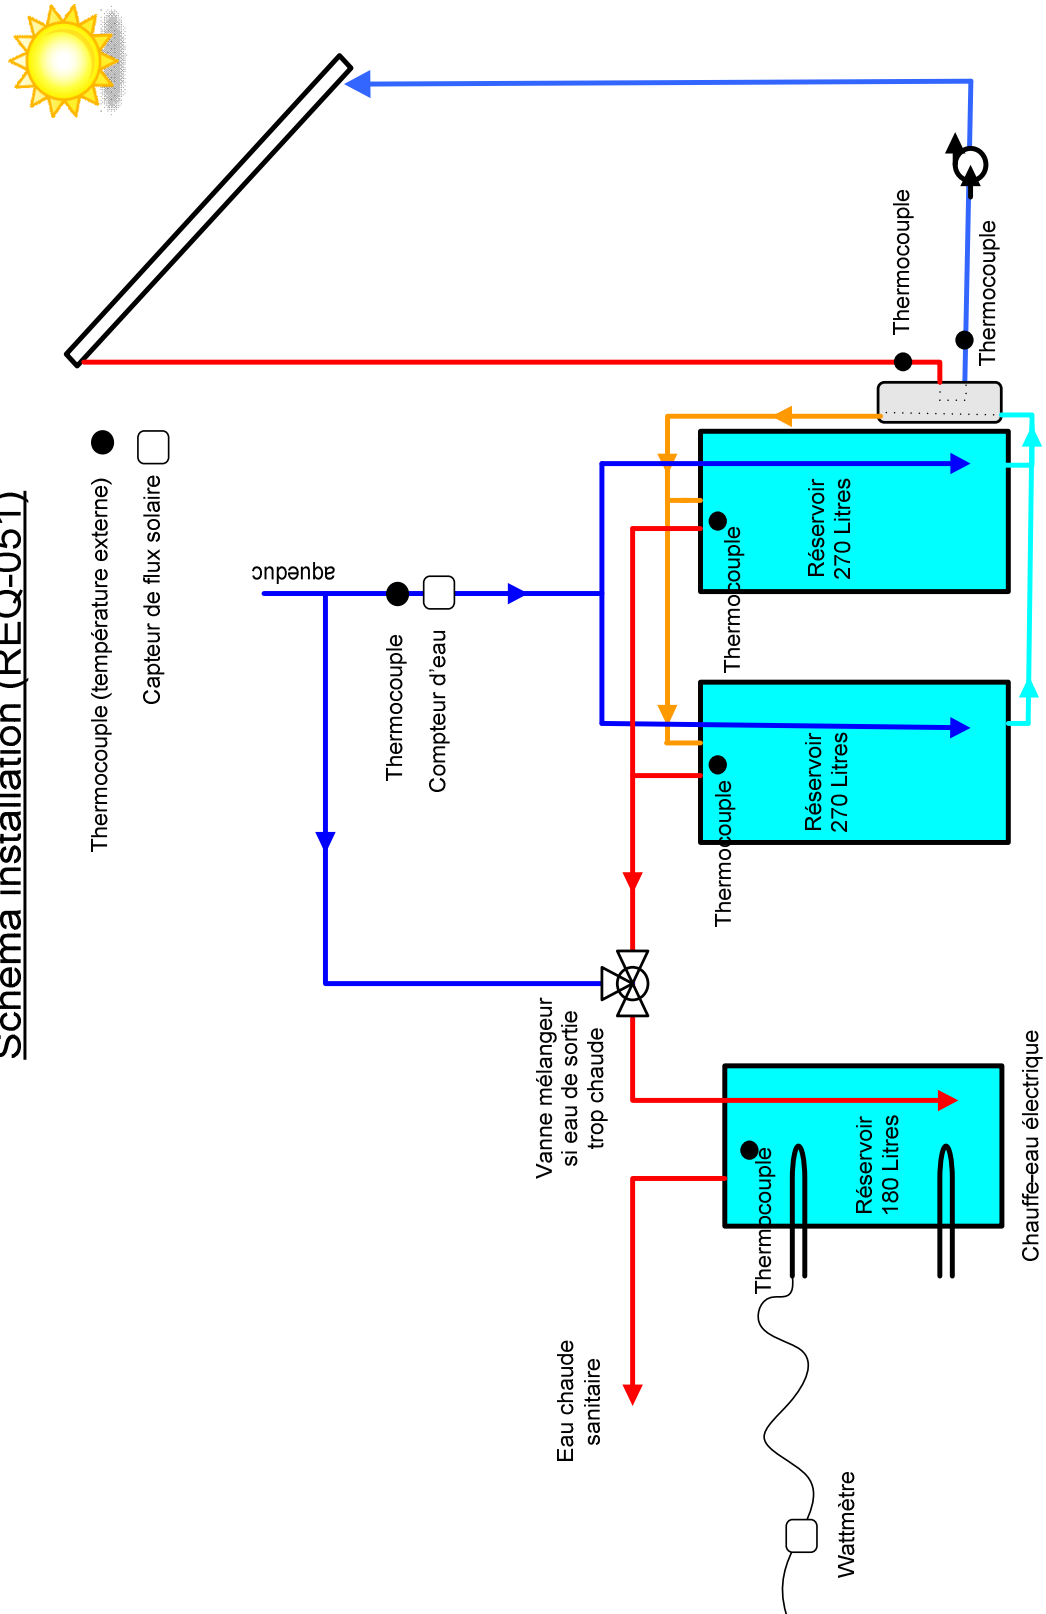 Schéma installation (REQ-051)
Thermocouple (température externe)
Capteur de flux solaire
aqueduc
Thermocouple
Compteur d'eau
Thermocouple
Thermocouple
Thermocouple
Réservoir
270 Litres
Thermocouple
Réservoir
270 Litres
Vanne mélangeur
si eau de sortie
trop chaude
Thermocouple
Réservoir
180 Litres
Chauffe-eau électrique
Eau chaude
sanitaire
Wattmètre